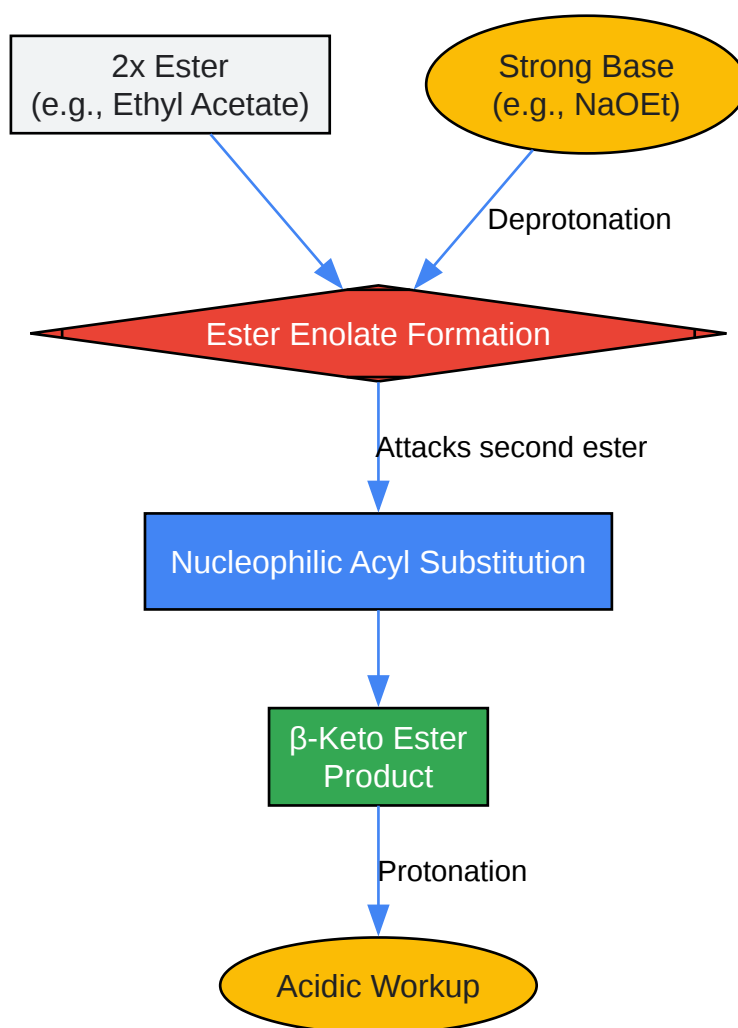 2x Ester
(e.g., Ethyl Acetate)
Strong Base
(e.g., NaOEt)
Deprotonation
Ester Enolate Formation
Attacks second ester
Nucleophilic Acyl Substitution
β-Keto Ester
Product
Protonation
Acidic Workup